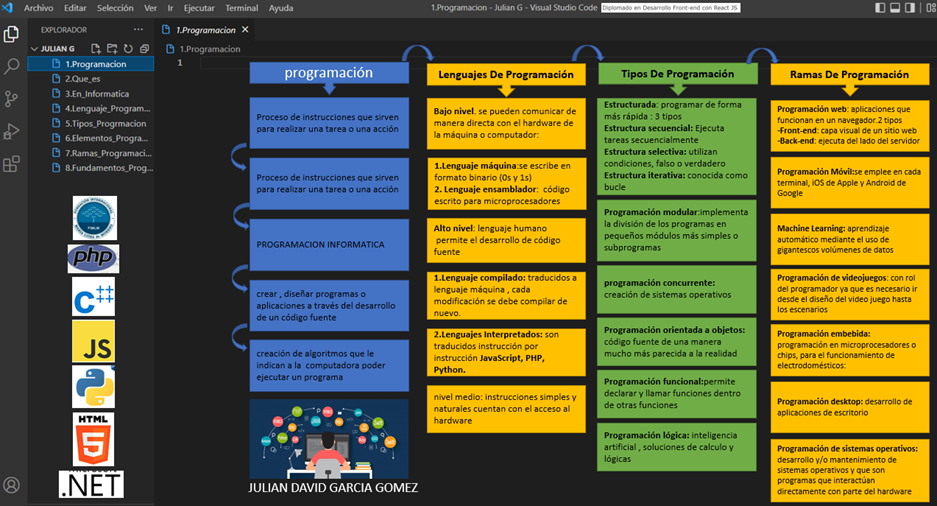 Archivo Editar Selección Ver Ir Ejecutar Terminal Ayuda
1.Programacion - Julian G - Visual Studio Code
Diplomado en Desarrollo Front-end con React JS
EXPLORADOR
JULIAN G
1.Programacion
2.Que_es
3.En_Informatica
4.Lenguaje_Program...
5.Tipos_Progrmacion
6.Elementos_Progra...
7.Ramas_Programaci...
8.Fundamentos_Prog...
1.Programacion
1.Programacion
1
php
C++
JS
HTML
5
.NET
programación
Proceso de instrucciones que sirven
para realizar una tarea o una acción
Proceso de instrucciones que sirven
para realizar una tarea o una acción
PROGRAMACION INFORMATICA
crear , diseñar programas o
aplicaciones a través del desarrollo
de un código fuente
creación de algoritmos que le
indican a la computadora poder
ejecutar un programa
JULIAN DAVID GARCIA GOMEZ
Lenguajes De Programación
Bajo nivel. se pueden comunicar de
manera directa con el hardware de
la máquina o computador:
1.Lenguaje máquina:se escribe en
formato binario (0s y 1s)
2. Lenguaje ensamblador: código
escrito para microprocesadores
Alto nivel: lenguaje humano
permite el desarrollo de código
fuente
1.Lenguaje compilado: traducidos a
lenguaje máquina , cada
modificación se debe compilar de
nuevo.
2.Lenguajes Interpretados: son
traducidos instrucción por
instrucción JavaScript, PHP,
Python.
nivel medio: instrucciones simples y
naturales cuentan con el acceso al
hardware
Tipos De Programación
Estructurada: programar de forma
más rápida : 3 tipos
Estructura secuencial: Ejecuta
tareas secuencialmente
Estructura selectiva: utilizan
condiciones, falso o verdadero
Estructura iterativa: conocida como
bucle
Programación modular:implementa
la división de los programas en
pequeños módulos más simples o
subprogramas
programación concurrente:
creación de sistemas operativos
Programación orientada a objetos:
código fuente de una manera
mucho más parecida a la realidad
Programación funcional:permite
declarar y llamar funciones dentro
de otras funciones
Programación lógica: inteligencia
artificial , soluciones de calculo y
lógicas
Ramas De Programación
Programación web: aplicaciones que
funcionan en un navegador.2 tipos
-Front-end: capa visual de un sitio web
-Back-end: ejecuta del lado del servidor
Programación Móvil:se emplee en cada
terminal, iOS de Apple y Android de
Google
Machine Learning: aprendizaje
automático mediante el uso de
gigantescos volúmenes de datos
Programación de videojuegos: con rol
del programador ya que es necesario ir
desde el diseño del video juego hasta
los escenarios
Programación embebida:
programación en microprocesadores o
chips, para el funcionamiento de
electrodomésticos:
Programación desktop: desarrollo de
aplicaciones de escritorio
Programación de sistemas operativos:
desarrollo y/o mantenimiento de
sistemas operativos y que son
programas que interactúan
directamente con parte del hardware